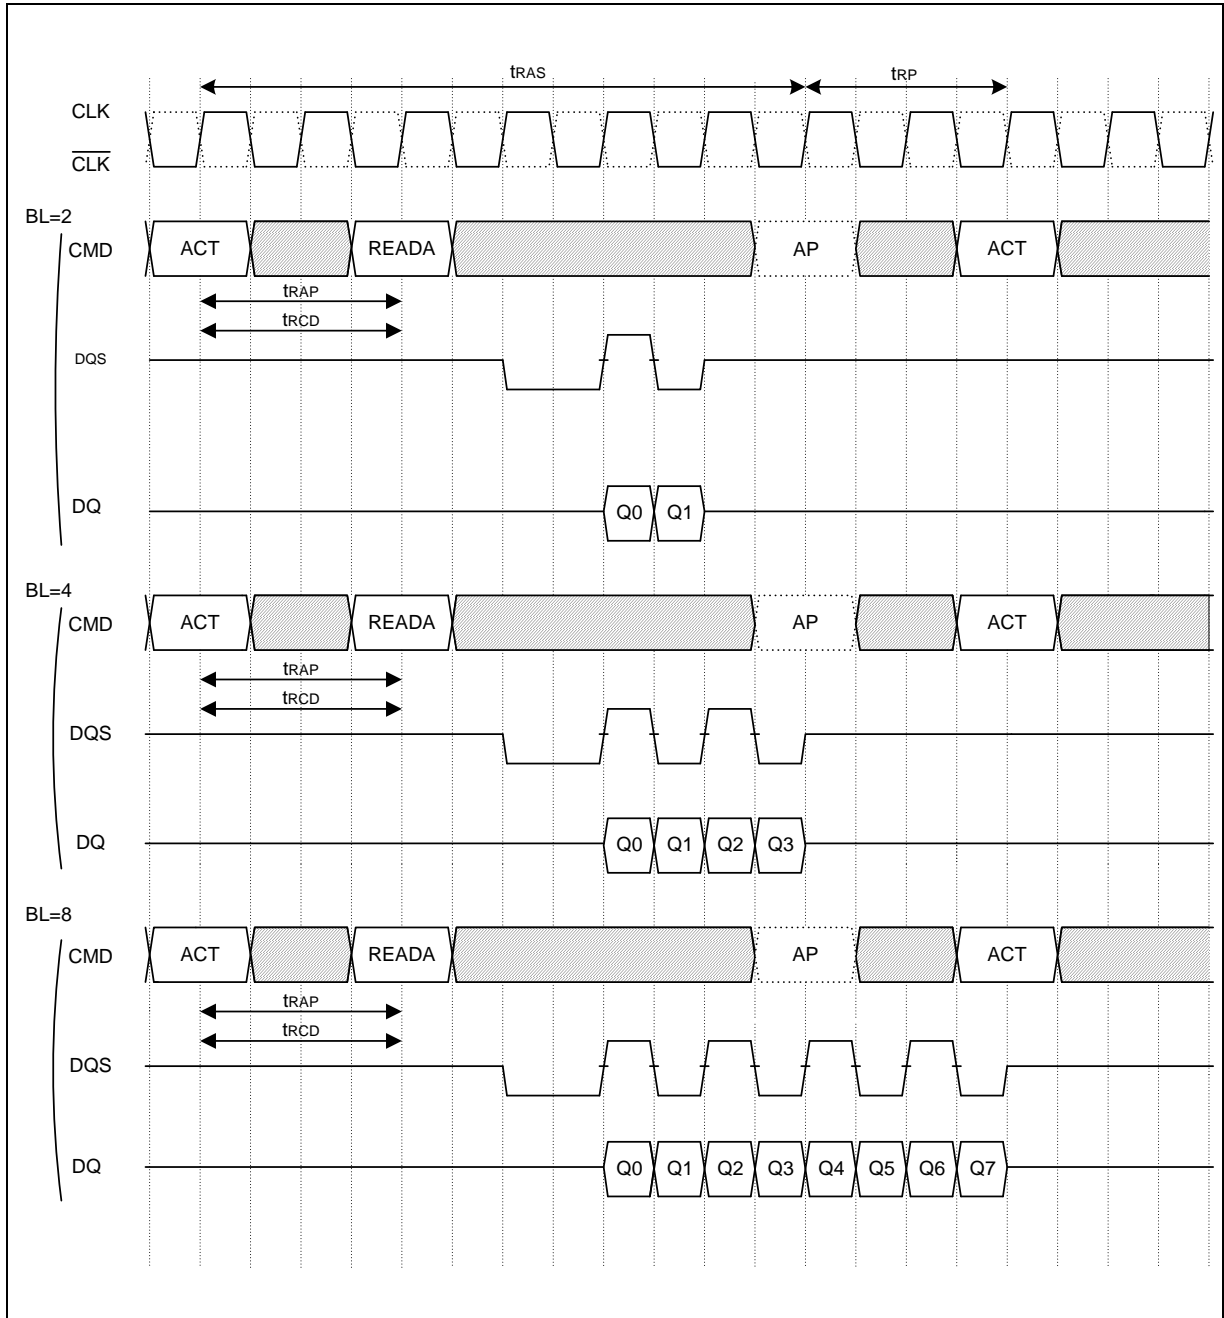 tRAS tRP
CLK
CLK
BL=2
CMD ACT READA AP ACT
tRAP
tRCD
DQS
DQ Q0 Q1
BL=4
CMD ACT READA AP ACT
tRAP
tRCD
DQS
DQ Q0 Q1 Q2 Q3
BL=8
CMD ACT READA AP ACT
tRAP
tRCD
DQS
DQ Q0 Q1 Q2 Q3 Q4 Q5 Q6 Q7